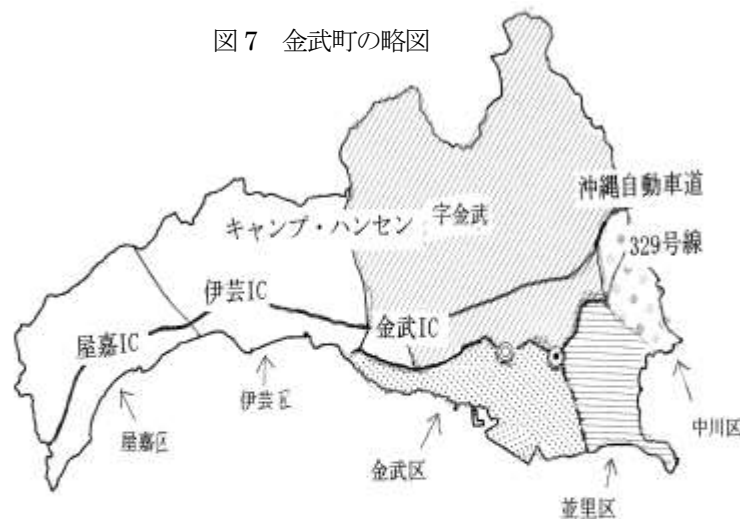 図7 金武町の略図
沖縄自動車道
キャンプ・ハンセン
字金武
329号線
伊芸IC
金武IC
屋嘉IC
伊芸区
屋嘉区
中川区
金武区
並里区